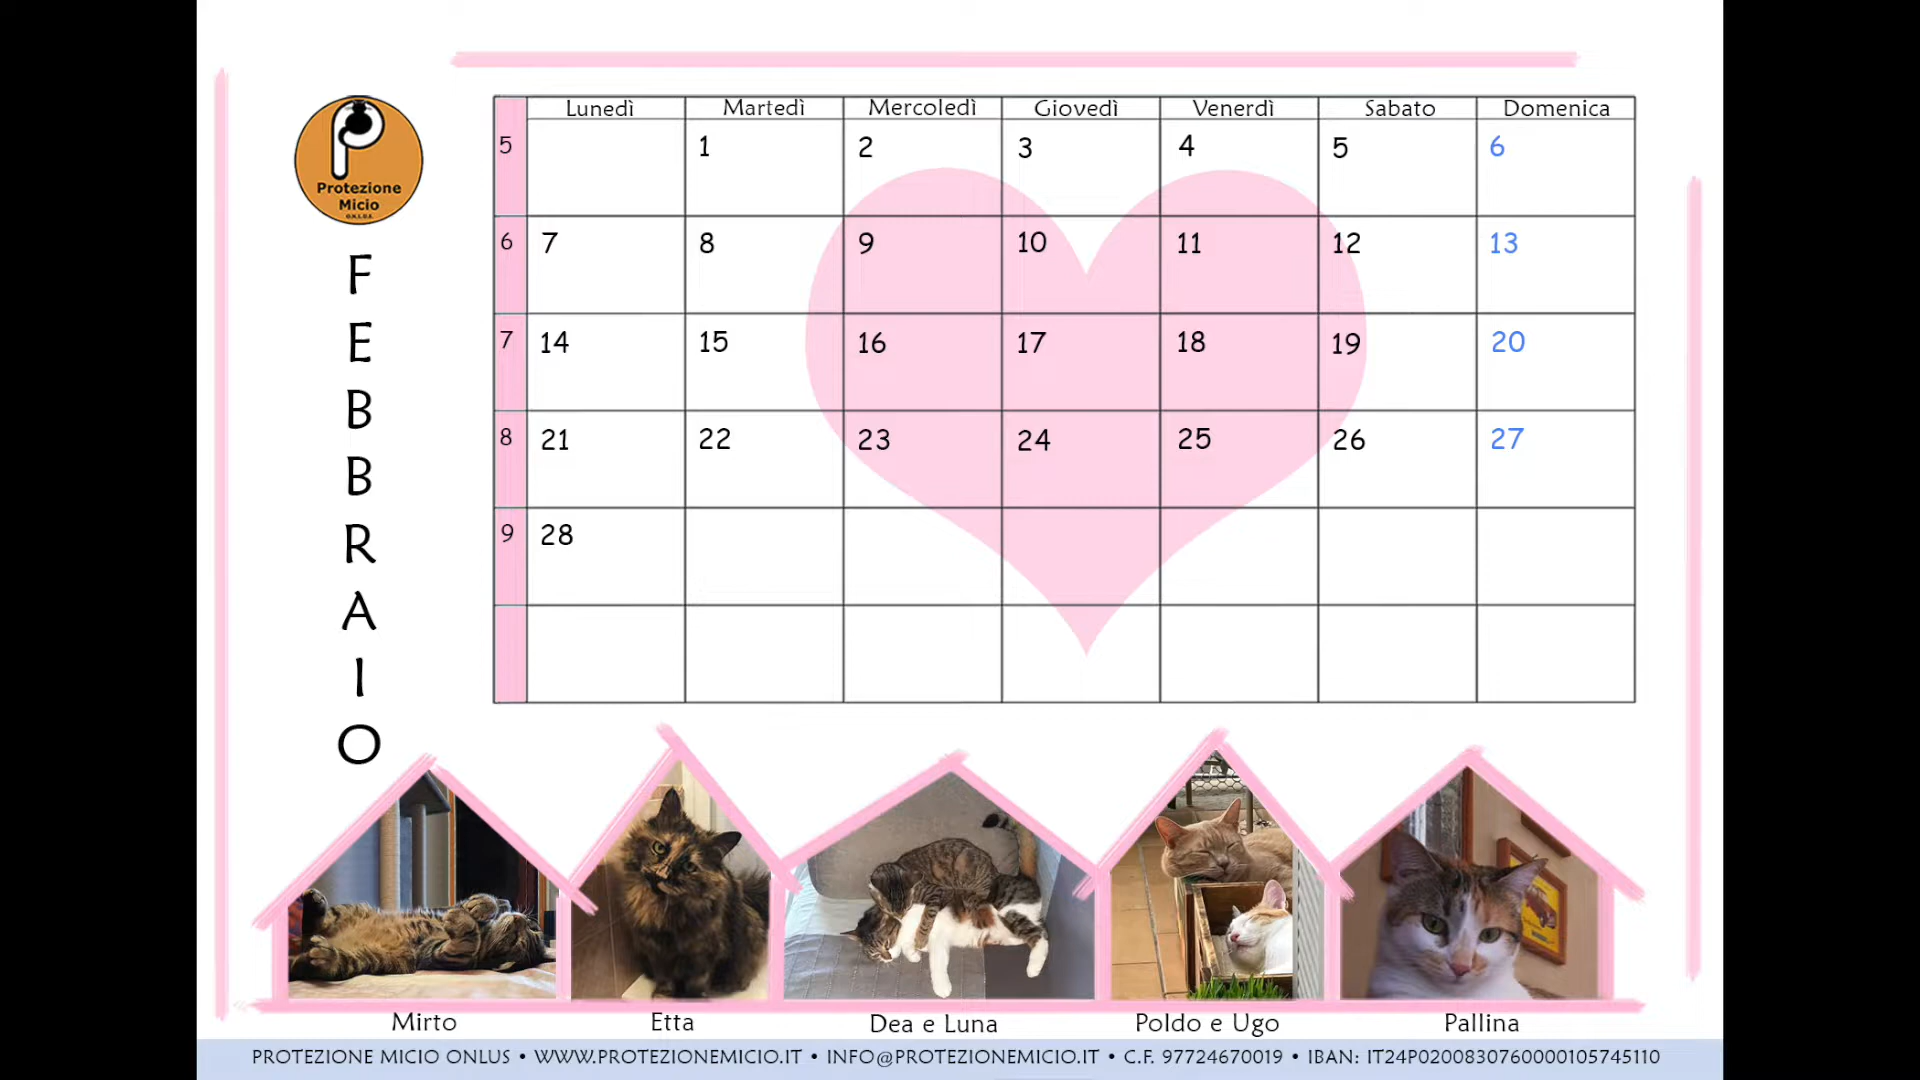 Protezione
Micio
O.N.L.U.S.
F
E
B
B
R
A
I
O
Lunedì Martedì Mercoledì Giovedì Venerdì Sabato Domenica
5 1 2 3 4 5 6
6 7 8 9 10 11 12 13
7 14 15 16 17 18 19 20
8 21 22 23 24 25 26 27
9 28
Mirto Etta Dea e Luna Poldo e Ugo Pallina
PROTEZIONE MICIO ONLUS • WWW.PROTEZIONEMICIO.IT • INFO@PROTEZIONEMICIO.IT • C.F. 97724670019 • IBAN: IT24P0200830760000105745110